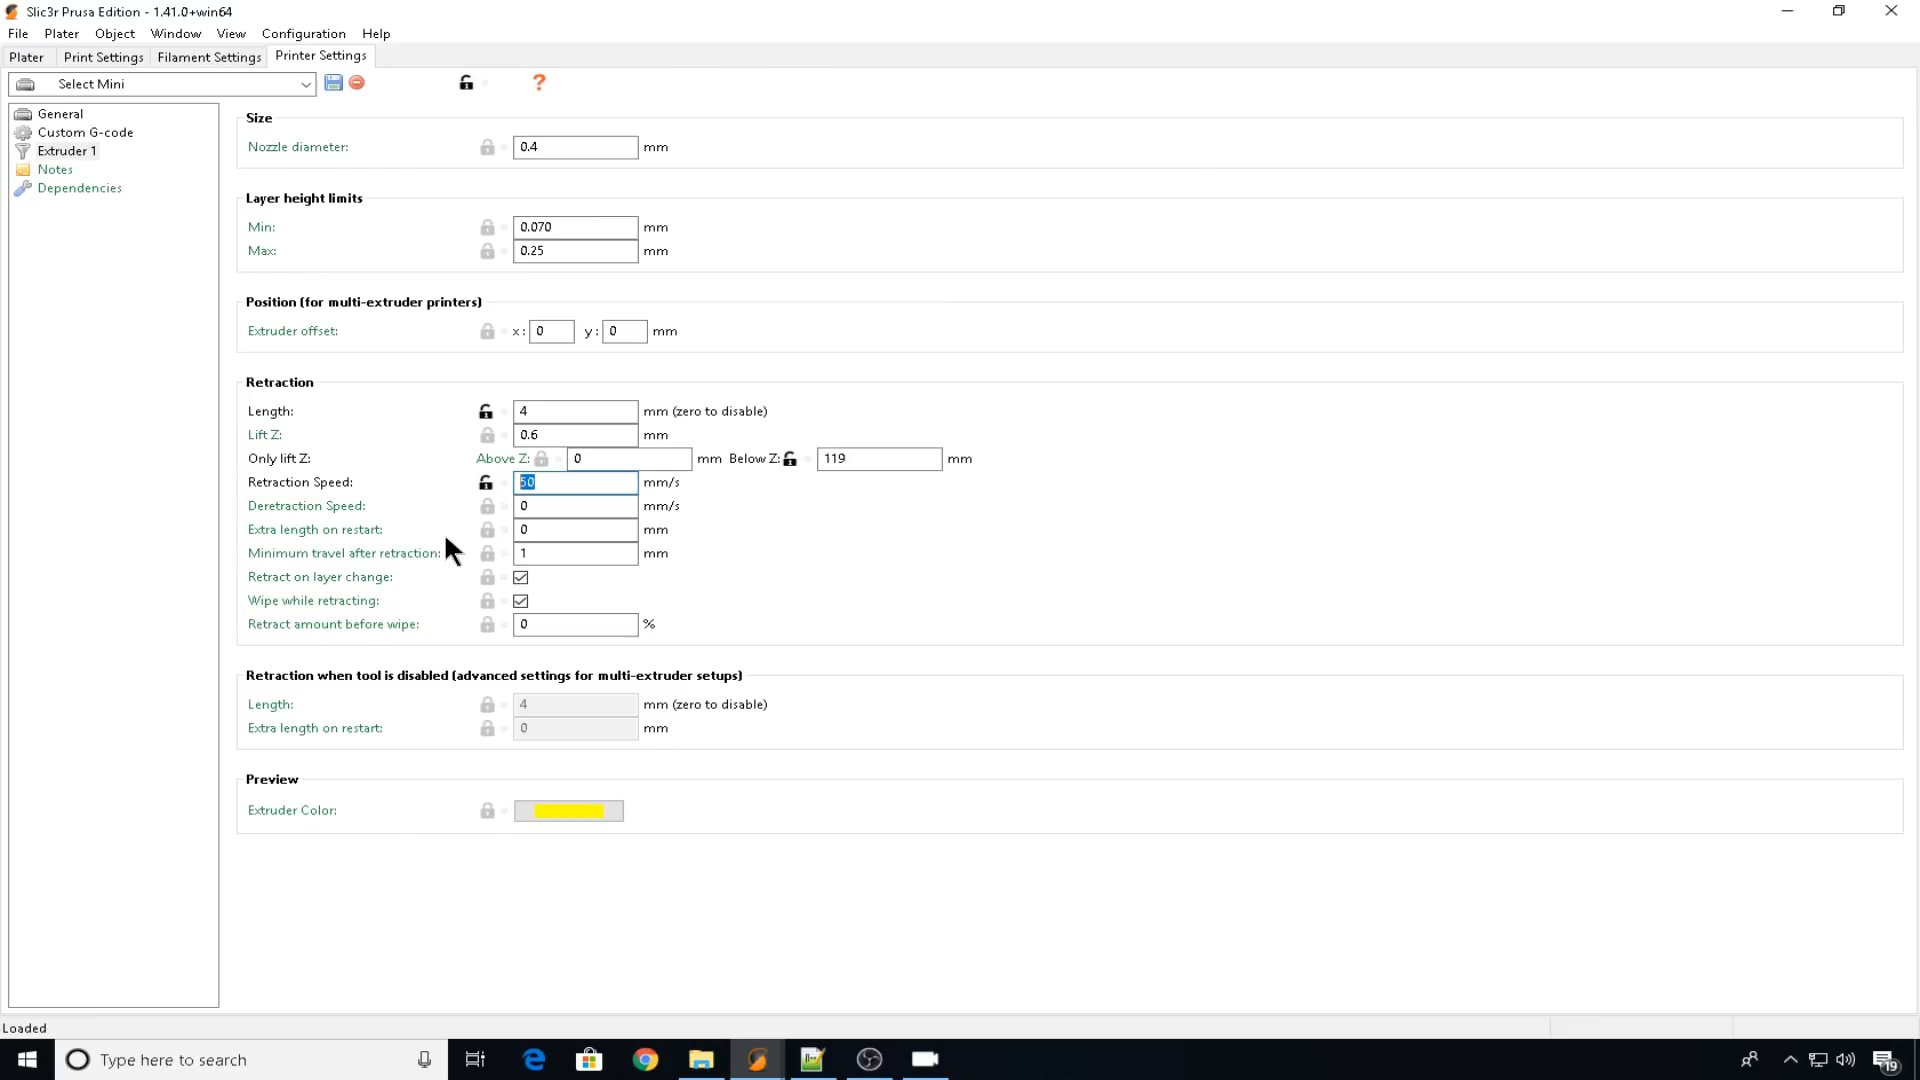 Slic3r Prusa Edition - 1.41.0+win64
File Plater Object Window View Configuration Help
Plater Print Settings Filament Settings Printer Settings
Select Mini ?
General
Custom G-code
Extruder 1
Notes
Dependencies
Size
Nozzle diameter: 0.4 mm
Layer height limits
Min: 0.070 mm
Max: 0.25 mm
Position (for multi-extruder printers)
Extruder offset: x: 0 y: 0 mm
Retraction
Length: 4 mm (zero to disable)
Lift Z: 0.6 mm
Only lift Z: Above Z: 0 mm Below Z: 119 mm
Retraction Speed: 50 mm/s
Deretraction Speed: 0 mm/s
Extra length on restart: 0 mm
Minimum travel after retraction: 1 mm
Retract on layer change:
Wipe while retracting:
Retract amount before wipe: 0 %
Retraction when tool is disabled (advanced settings for multi-extruder setups)
Length: 4 mm (zero to disable)
Extra length on restart: 0 mm
Preview
Extruder Color:
Loaded
Type here to search 19